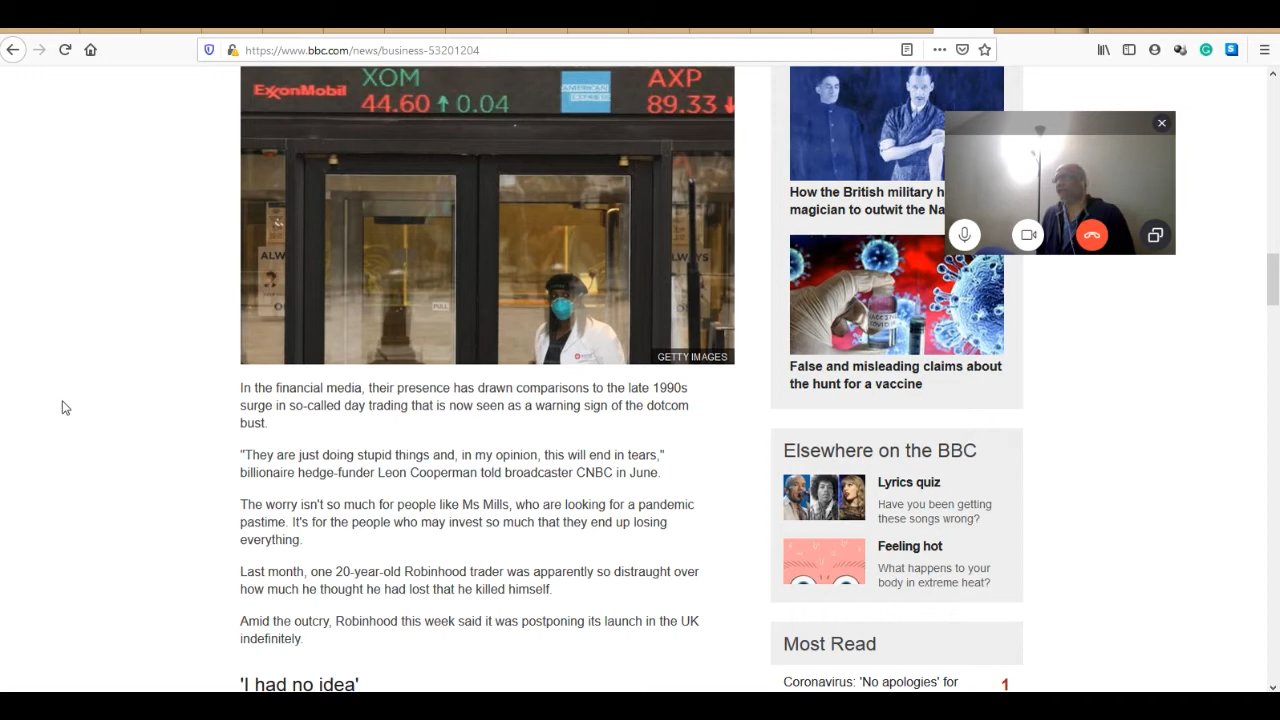 https://www.bbc.com/news/business-53201204
ExxonMobil
XOM
44.60 0.04
AMERICAN
EXPRESS
AXP
89.33
ALWAYS
PULL
GETTY IMAGES
In the financial media, their presence has drawn comparisons to the late 1990s
surge in so-called day trading that is now seen as a warning sign of the dotcom
bust.
"They are just doing stupid things and, in my opinion, this will end in tears,"
billionaire hedge-funder Leon Cooperman told broadcaster CNBC in June.
The worry isn't so much for people like Ms Mills, who are looking for a pandemic
pastime. It's for the people who may invest so much that they end up losing
everything.
Last month, one 20-year-old Robinhood trader was apparently so distraught over
how much he thought he had lost that he killed himself.
Amid the outcry, Robinhood this week said it was postponing its launch in the UK
indefinitely.
'I had no idea'
How the British military
magician to outwit the
False and misleading claims about
the hunt for a vaccine
Elsewhere on the BBC
Lyrics quiz
Have you been getting
these songs wrong?
Feeling hot
What happens to your
body in extreme heat?
Most Read
Coronavirus: 'No apologies' for
1